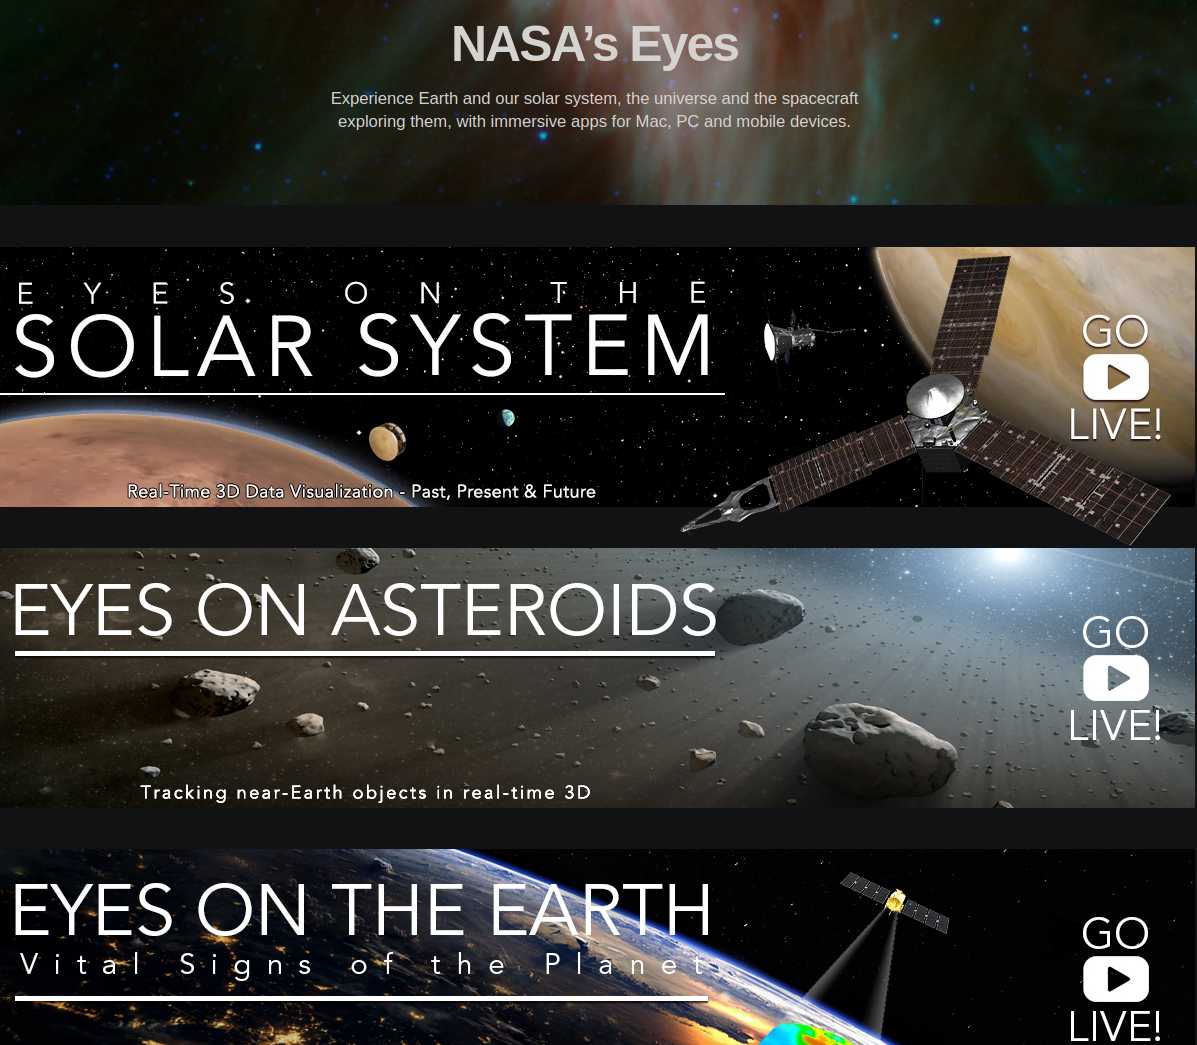 NASA’s Eyes
Experience Earth and our solar system, the universe and the spacecraft
exploring them, with immersive apps for Mac, PC and mobile devices.
EYES ON THE
SOLAR SYSTEM
GO
LIVE!
Real-Time 3D Data Visualization - Past, Present & Future
EYES ON ASTEROIDS
GO
LIVE!
Tracking near-Earth objects in real-time 3D
EYES ON THE EARTH
Vital Signs of the Planet
GO
LIVE!